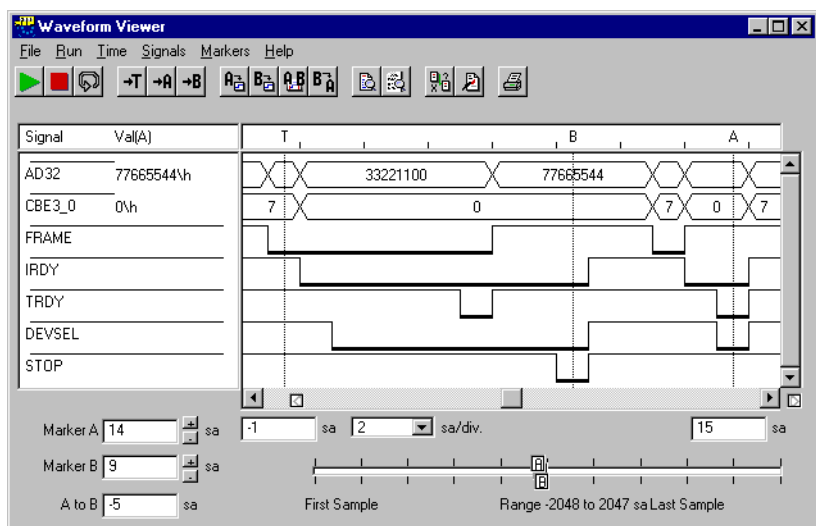 Waveform Viewer
File Run Time Signals Markers Help
→T →A →B A B A B B A
Signal Val(A) T B A
AD32 77665544\h 33221100 77665544
CBE3_0 0\h 7 0 7 0 7
FRAME
IRDY
TRDY
DEVSEL
STOP
Marker A 14 sa -1 sa 2 sa/div. 15 sa
Marker B 9 sa A
A to B -5 sa B
First Sample Range -2048 to 2047 sa Last Sample